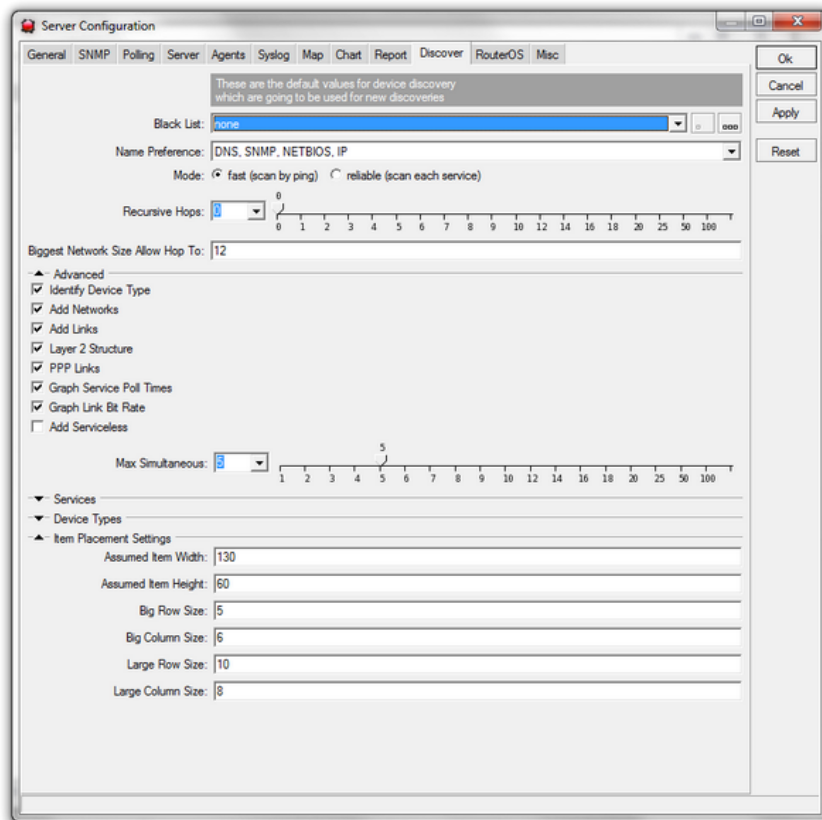 Server Configuration
General SNMP Polling Server Agents Syslog Map Chart Report Discover RouterOS Misc
Ok
Cancel
Apply
Reset
These are the default values for device discovery
which are going to be used for new discoveries
Black List: none
Name Preference: DNS, SNMP, NETBIOS, IP
Mode: fast (scan by ping) reliable (scan each service)
0
Recursive Hops: 0
0 1 2 3 4 5 6 7 8 9 10 12 14 16 18 20 25 50 100
Biggest Network Size Allow Hop To: 12
Advanced
Identify Device Type
Add Networks
Add Links
Layer 2 Structure
PPP Links
Graph Service Poll Times
Graph Link Bit Rate
Add Serviceless
5
Max Simultaneous: 5
1 2 3 4 5 6 7 8 9 10 12 14 16 18 20 25 50 100
Services
Device Types
Item Placement Settings
Assumed Item Width: 130
Assumed Item Height: 60
Big Row Size: 5
Big Column Size: 6
Large Row Size: 10
Large Column Size: 8